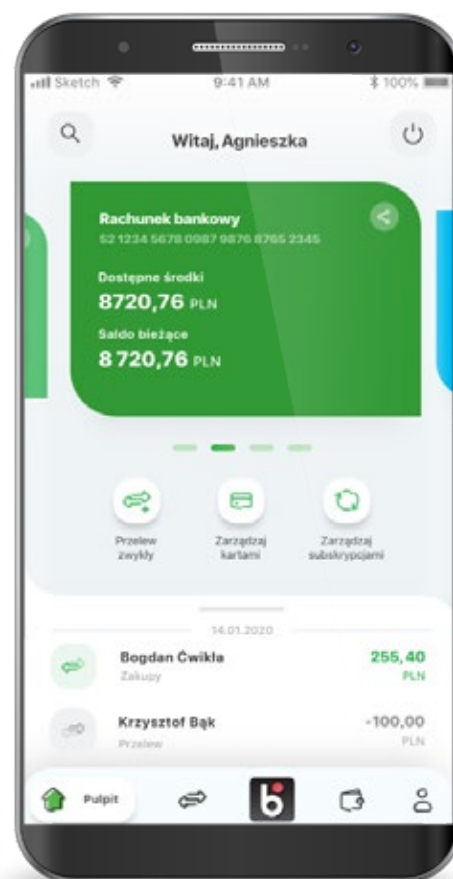 Sketch 9:41 AM 100%
Witaj, Agnieszka
Rachunek bankowy
52 1234 5678 0987 9876 8765 2345
Dostępne środki
8720,76 PLN
Saldo bieżące
8 720,76 PLN
Przelew zwykły
Zarządzaj kartami
Zarządzaj subskrypcjami
14.01.2020
Bogdan Ćwikła 255,40
Zakupy PLN
Krzysztof Bąk -100,00
Przelew PLN
Pulpit b